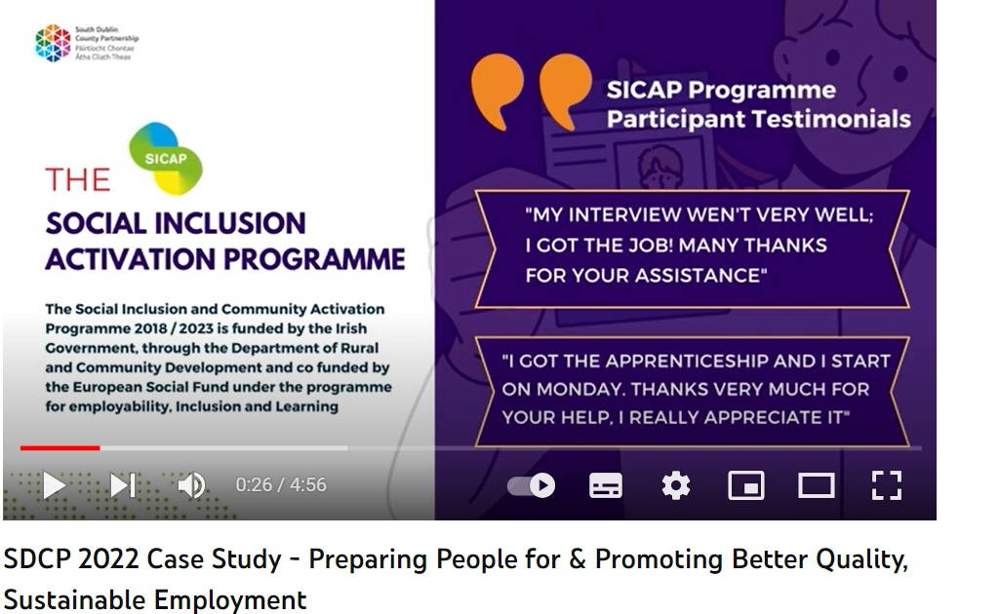 South Dublin
County Partnership
Páirtíocht Chontae
Átha Cliath Theas
SICAP
THE
SOCIAL INCLUSION
ACTIVATION PROGRAMME
The Social Inclusion and Community Activation
Programme 2018 / 2023 is funded by the Irish
Government, through the Department of Rural
and Community Development and co funded by
the European Social Fund under the programme
for employability, Inclusion and Learning
SICAP Programme
Participant Testimonials
"MY INTERVIEW WEN'T VERY WELL;
I GOT THE JOB! MANY THANKS
FOR YOUR ASSISTANCE"
"I GOT THE APPRENTICESHIP AND I START
ON MONDAY. THANKS VERY MUCH FOR
YOUR HELP, I REALLY APPRECIATE IT"
0:26 / 4:56
SDCP 2022 Case Study - Preparing People for & Promoting Better Quality,
Sustainable Employment